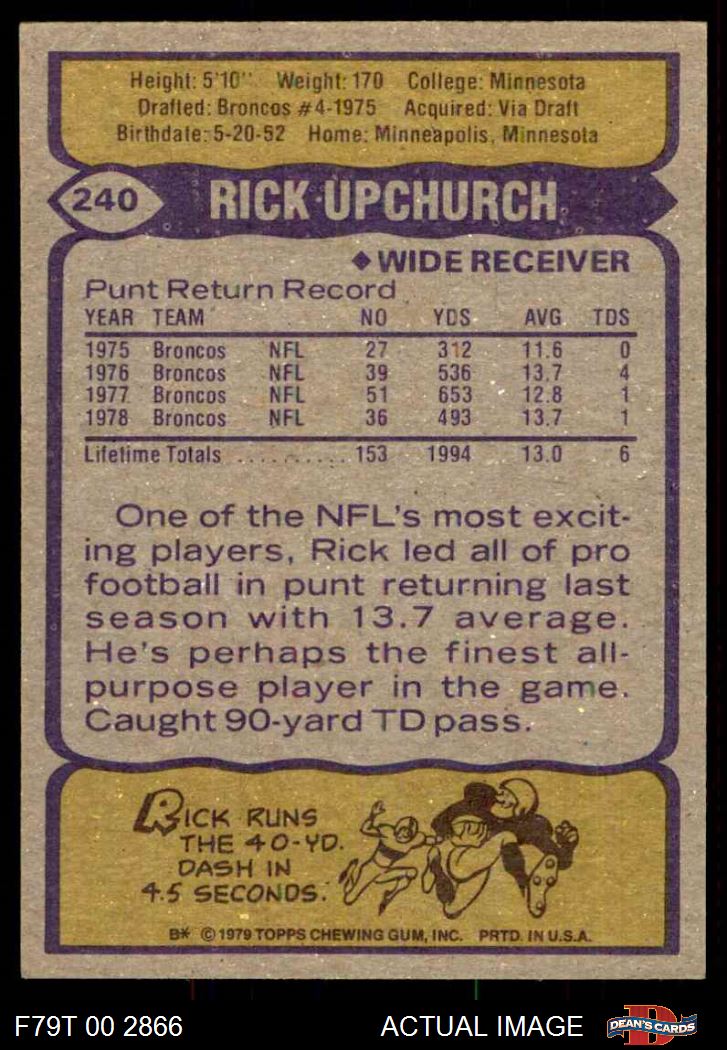 Height: 5'10" Weight: 170 College: Minnesota
Drafted: Broncos #4-1975 Acquired: Via Draft
Birthdate: 5-20-52 Home: Minneapolis, Minnesota
240 RICK UPCHURCH
◆ WIDE RECEIVER
Punt Return Record
YEAR TEAM NO YDS AVG TDS
1975 Broncos NFL 27 312 11.6 0
1976 Broncos NFL 39 536 13.7 4
1977 Broncos NFL 51 653 12.8 1
1978 Broncos NFL 36 493 13.7 1
Lifetime Totals .......... 153 1994 13.0 6
One of the NFL's most excit-
ing players, Rick led all of pro
football in punt returning last
season with 13.7 average.
He's perhaps the finest all-
purpose player in the game.
Caught 90-yard TD pass.
RICK RUNS
THE 40-YD.
DASH IN
4.5 SECONDS.
B* © 1979 TOPPS CHEWING GUM, INC. PRTD. IN U.S.A.
F79T 00 2866 ACTUAL IMAGE D DEAN'S CARDS